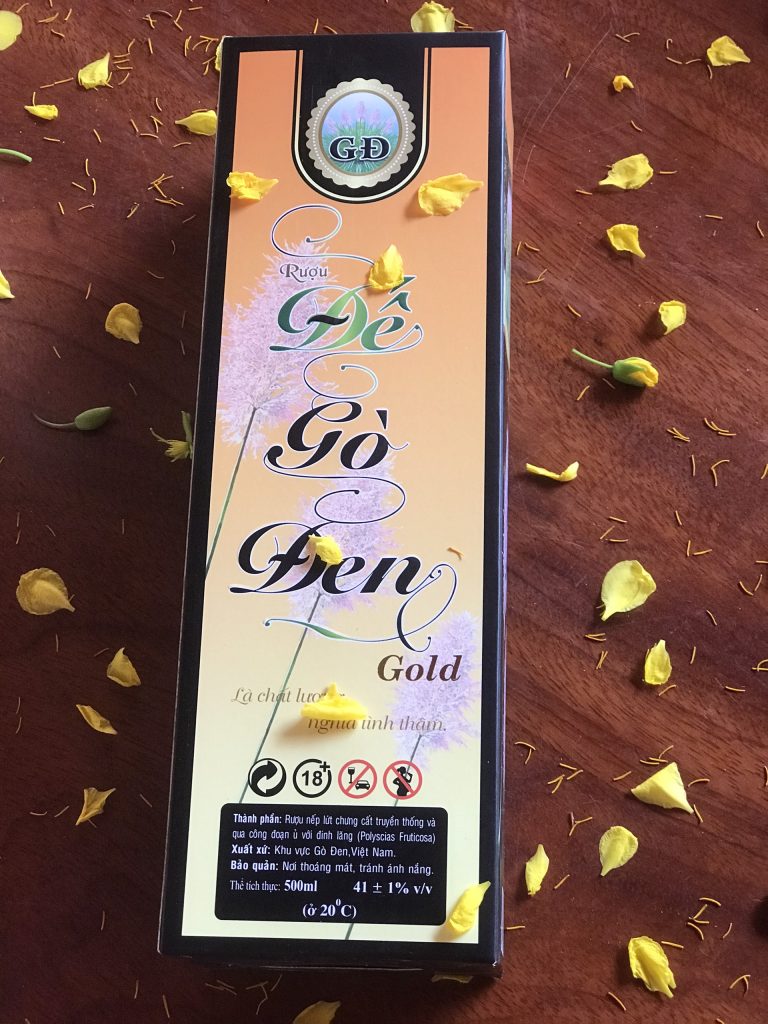 GĐ
Rượu
Đế
Gò
Đen
Gold
Là chất
nghĩa tình thâm.
18+
Thành phần: Rượu nếp lứt chưng cất truyền thống và
qua công đoạn ủ với đinh lăng (Polyscias Fruticosa)
Xuất xứ: Khu vực Gò Đen,Việt Nam.
Bảo quản: Nơi thoáng mát, tránh ánh nắng.
Thể tích thực: 500ml 41 ± 1% v/v
(ở 20⁰C)